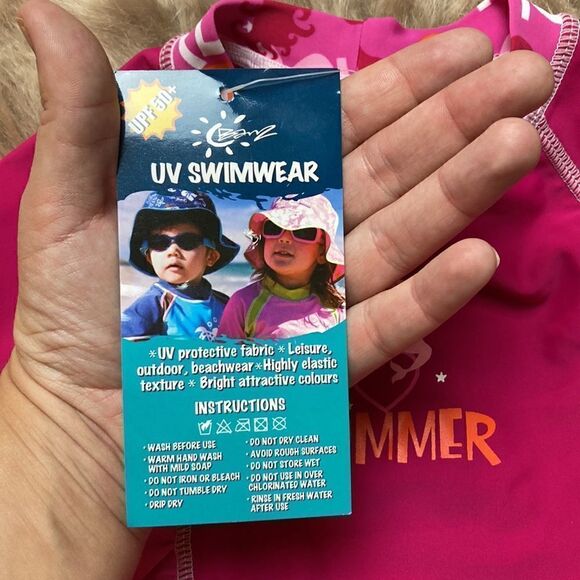 UPF50+
Banz
UV SWIMWEAR
*UV protective fabric * Leisure,
outdoor, beachwear*Highly elastic
texture * Bright attractive colours
INSTRUCTIONS
• WASH BEFORE USE
• WARM HAND WASH
WITH MILD SOAP
• DO NOT IRON OR BLEACH
• DO NOT TUMBLE DRY
• DRIP DRY
• DO NOT DRY CLEAN
• AVOID ROUGH SURFACES
• DO NOT STORE WET
• DO NOT USE IN OVER
CHLORINATED WATER
• RINSE IN FRESH WATER
AFTER USE
MMER